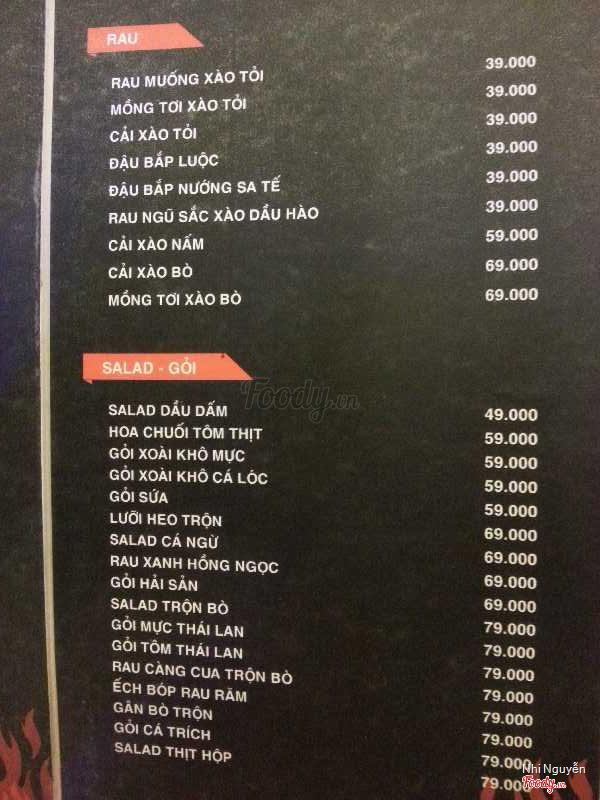 RAU
RAU MUỐNG XÀO TỎI 39.000
MỒNG TƠI XÀO TỎI 39.000
CẢI XÀO TỎI 39.000
ĐẬU BẮP LUỘC 39.000
ĐẬU BẮP NƯỚNG SA TẾ 39.000
RAU NGŨ SẮC XÀO DẦU HÀO 39.000
CẢI XÀO NẤM 59.000
CẢI XÀO BÒ 69.000
MỒNG TƠI XÀO BÒ 69.000
SALAD - GỎI
Foody.vn
SALAD DẦU DẤM 49.000
HOA CHUỐI TÔM THỊT 59.000
GỎI XOÀI KHÔ MỰC 59.000
GỎI XOÀI KHÔ CÁ LÓC 59.000
GỎI SỨA 59.000
LƯỠI HEO TRỘN 69.000
SALAD CÁ NGỪ 69.000
RAU XANH HỒNG NGỌC 69.000
GỎI HẢI SẢN 69.000
SALAD TRỘN BÒ 79.000
GỎI MỰC THÁI LAN 79.000
GỎI TÔM THÁI LAN 79.000
RAU CÀNG CUA TRỘN BÒ 79.000
ẾCH BÓP RAU RĂM 79.000
GÂN BÒ TRỘN 79.000
GỎI CÁ TRÍCH 79.000
SALAD THỊT HỘP 79.000
Nhi Nguyễn
Foody.vn